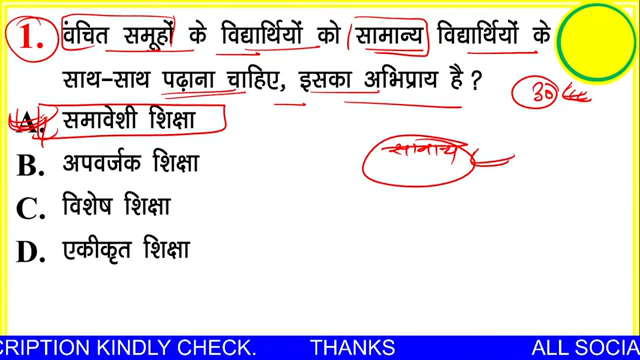 1. वंचित समूहों के विद्यार्थियों को सामान्य विद्यार्थियों के
साथ-साथ पढ़ाना चाहिए, इसका अभिप्राय है ?
30
A. समावेशी शिक्षा
सामान्य
B. अपवर्जक शिक्षा
C. विशेष शिक्षा
D. एकीकृत शिक्षा
CRIPTION KINDLY CHECK. THANKS ALL SOCIA